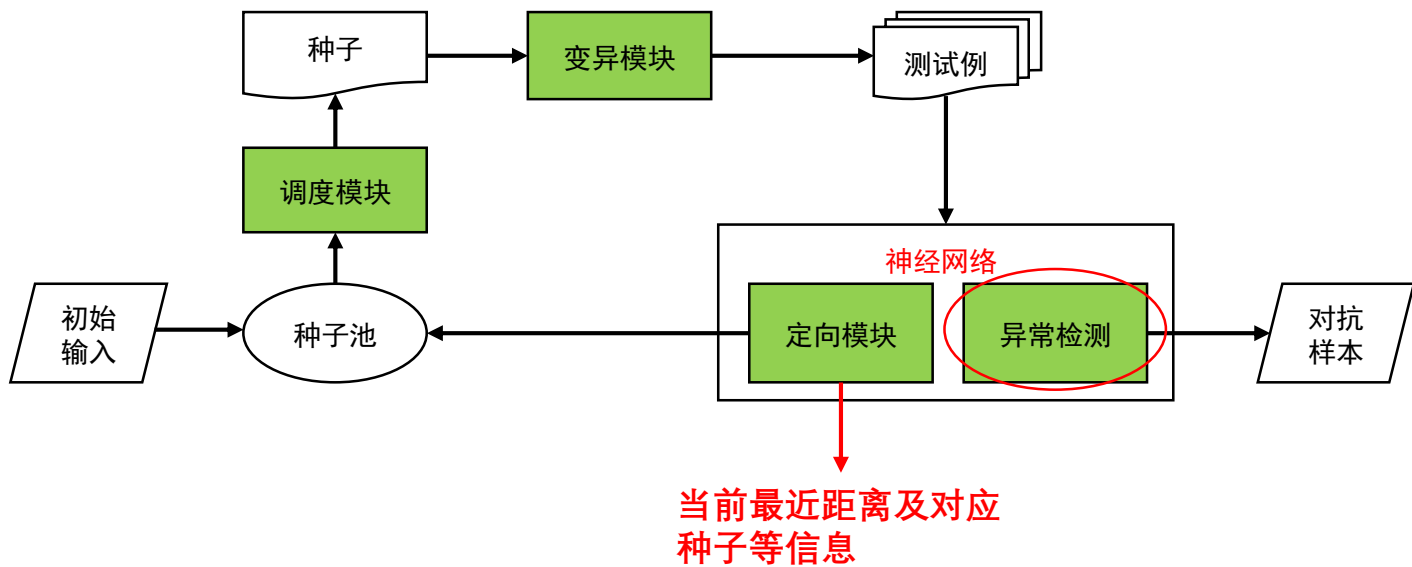 种子
变异模块
测试例
调度模块
神经网络
初始
输入
种子池
定向模块
异常检测
对抗
样本
当前最近距离及对应
种子等信息